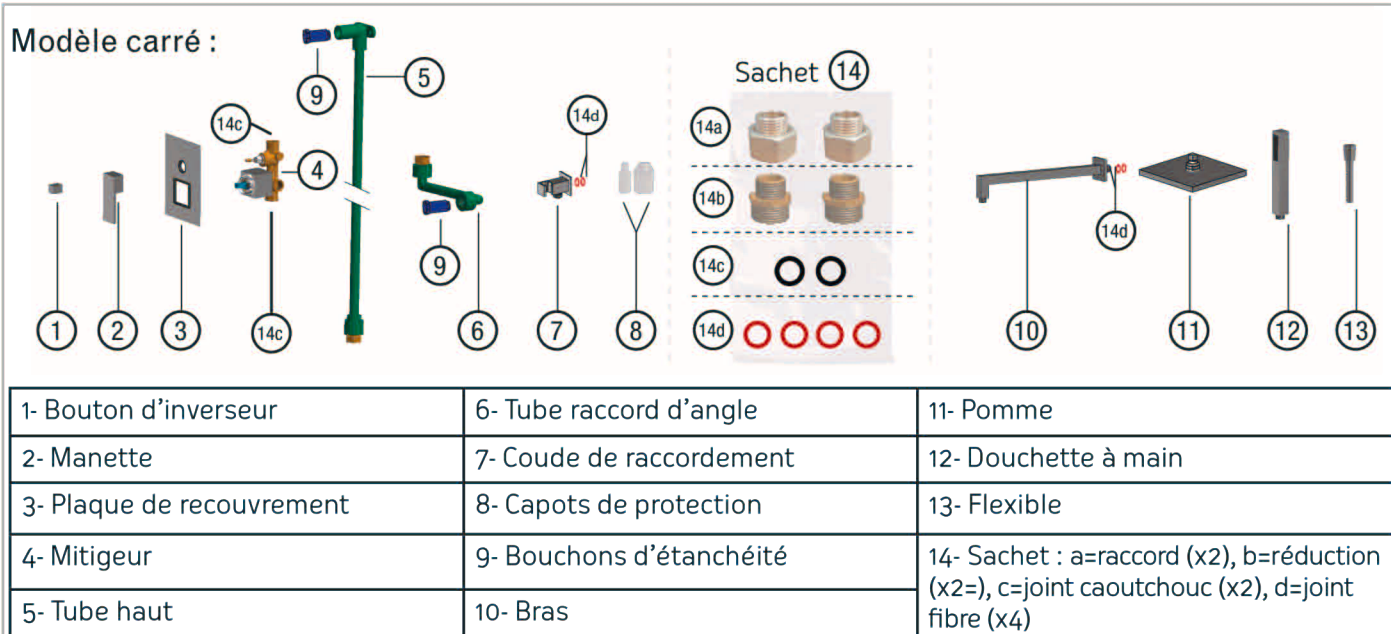 Modèle carré :
9
5
Sachet 14
14c
14d
14a
4
14b
9
14c
14d
14d
1
2
3
14c
6
7
8
10
11
12
13
1- Bouton d'inverseur
6- Tube raccord d'angle
11- Pomme
2- Manette
7- Coude de raccordement
12- Douchette à main
3- Plaque de recouvrement
8- Capots de protection
13- Flexible
4- Mitigeur
9- Bouchons d'étanchéité
14- Sachet : a=raccord (x2), b=réduction
(x2=), c=joint caoutchouc (x2), d=joint
fibre (x4)
5- Tube haut
10- Bras